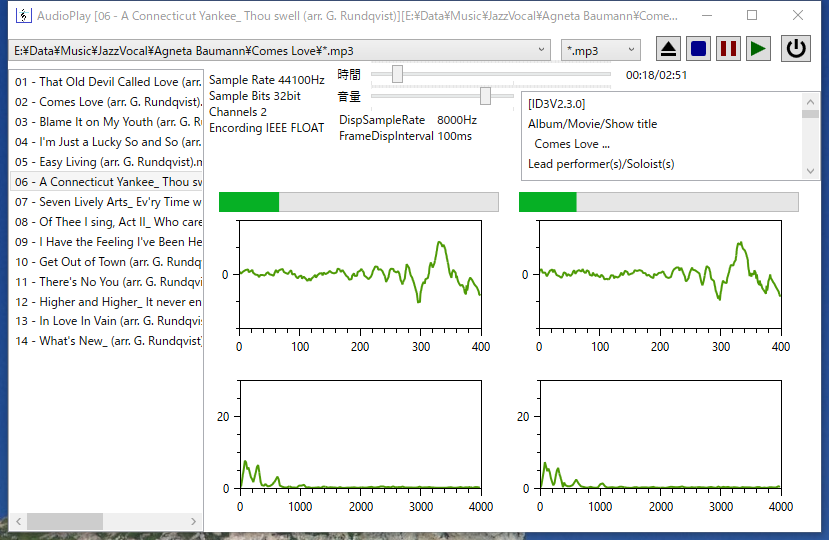 AudioPlay [06 - A Connecticut Yankee_ Thou swell (arr. G. Rundqvist)][E:¥Data¥Music¥JazzVocal¥Agneta Baumann¥Come...
E:¥Data¥Music¥JazzVocal¥Agneta Baumann¥Comes Love¥*.mp3
*.mp3
01 - That Old Devil Called Love (arr.
02 - Comes Love (arr. G. Rundqvist).
03 - Blame It on My Youth (arr. G. R
04 - I'm Just a Lucky So and So (arr.
05 - Easy Living (arr. G. Rundqvist).m
06 - A Connecticut Yankee_ Thou sw
07 - Seven Lively Arts_ Ev'ry Time w
08 - Of Thee I sing, Act II_ Who care
09 - I Have the Feeling I've Been He
10 - Get Out of Town (arr. G. Rundq
11 - There's No You (arr. G. Rundqvi
12 - Higher and Higher_ It never en
13 - In Love In Vain (arr. G. Rundqvis
14 - What's New_ (arr. G. Rundqvist)
Sample Rate 44100Hz
Sample Bits 32bit
Channels 2
Encording IEEE FLOAT
時間
00:18/02:51
音量
DispSampleRate 8000Hz
FrameDispInterval 100ms
[ID3V2.3.0]
Album/Movie/Show title
Comes Love ...
Lead performer(s)/Soloist(s)
0
0 100 200 300 400
0
0 100 200 300 400
20
0
0 1000 2000 3000 4000
20
0
0 1000 2000 3000 4000